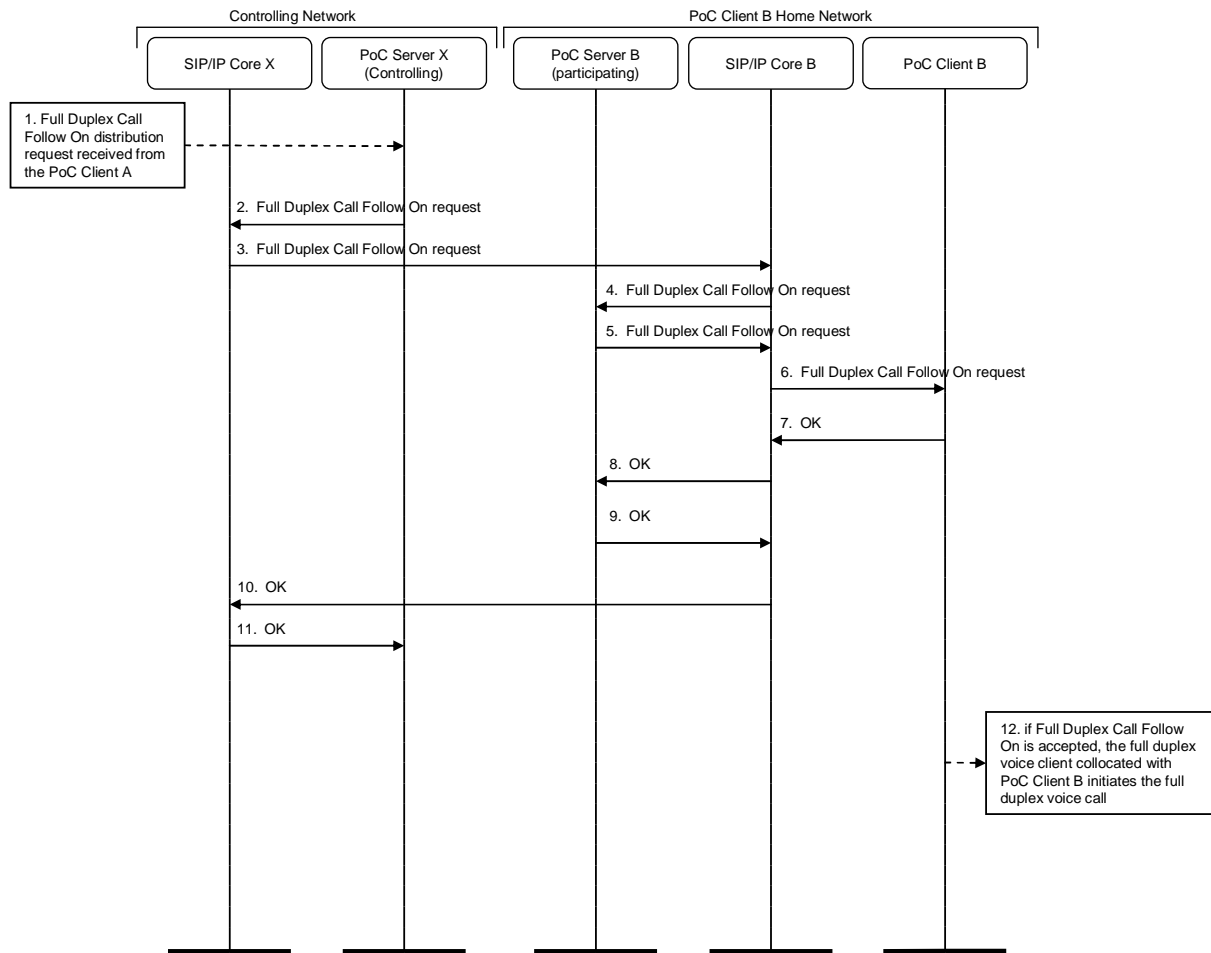 Controlling Network
PoC Client B Home Network
SIP/IP Core X
PoC Server X
(Controlling)
PoC Server B
(participating)
SIP/IP Core B
PoC Client B
1. Full Duplex Call
Follow On distribution
request received from
the PoC Client A
2. Full Duplex Call Follow On request
3. Full Duplex Call Follow On request
4. Full Duplex Call Follow On request
5. Full Duplex Call Follow On request
6. Full Duplex Call Follow On request
7. OK
8. OK
9. OK
10. OK
11. OK
12. if Full Duplex Call Follow
On is accepted, the full duplex
voice client collocated with
PoC Client B initiates the full
duplex voice call